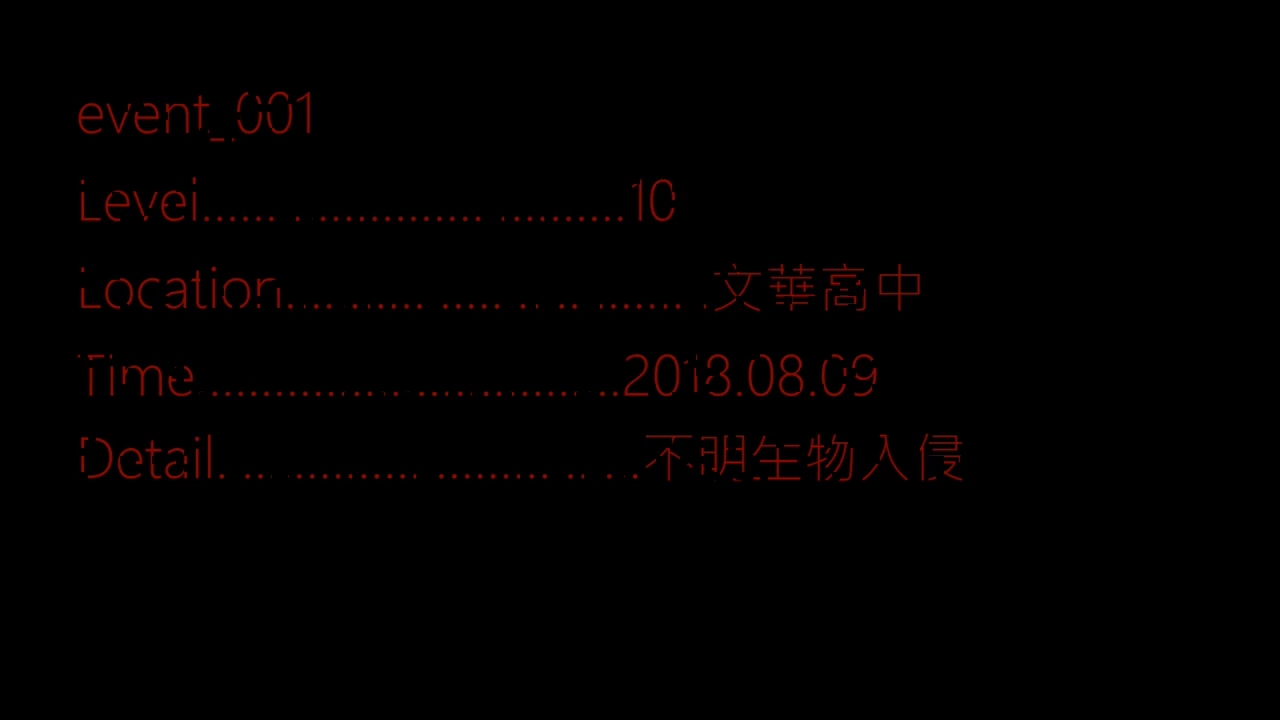 event_001
Level...... . .............. ..........10
Location... ...... ..... .. .. ....... .文華高中
Time ............... ..... ........ ..2013.08.09
Detail. ... .......... ......... .. . .不明生物入侵